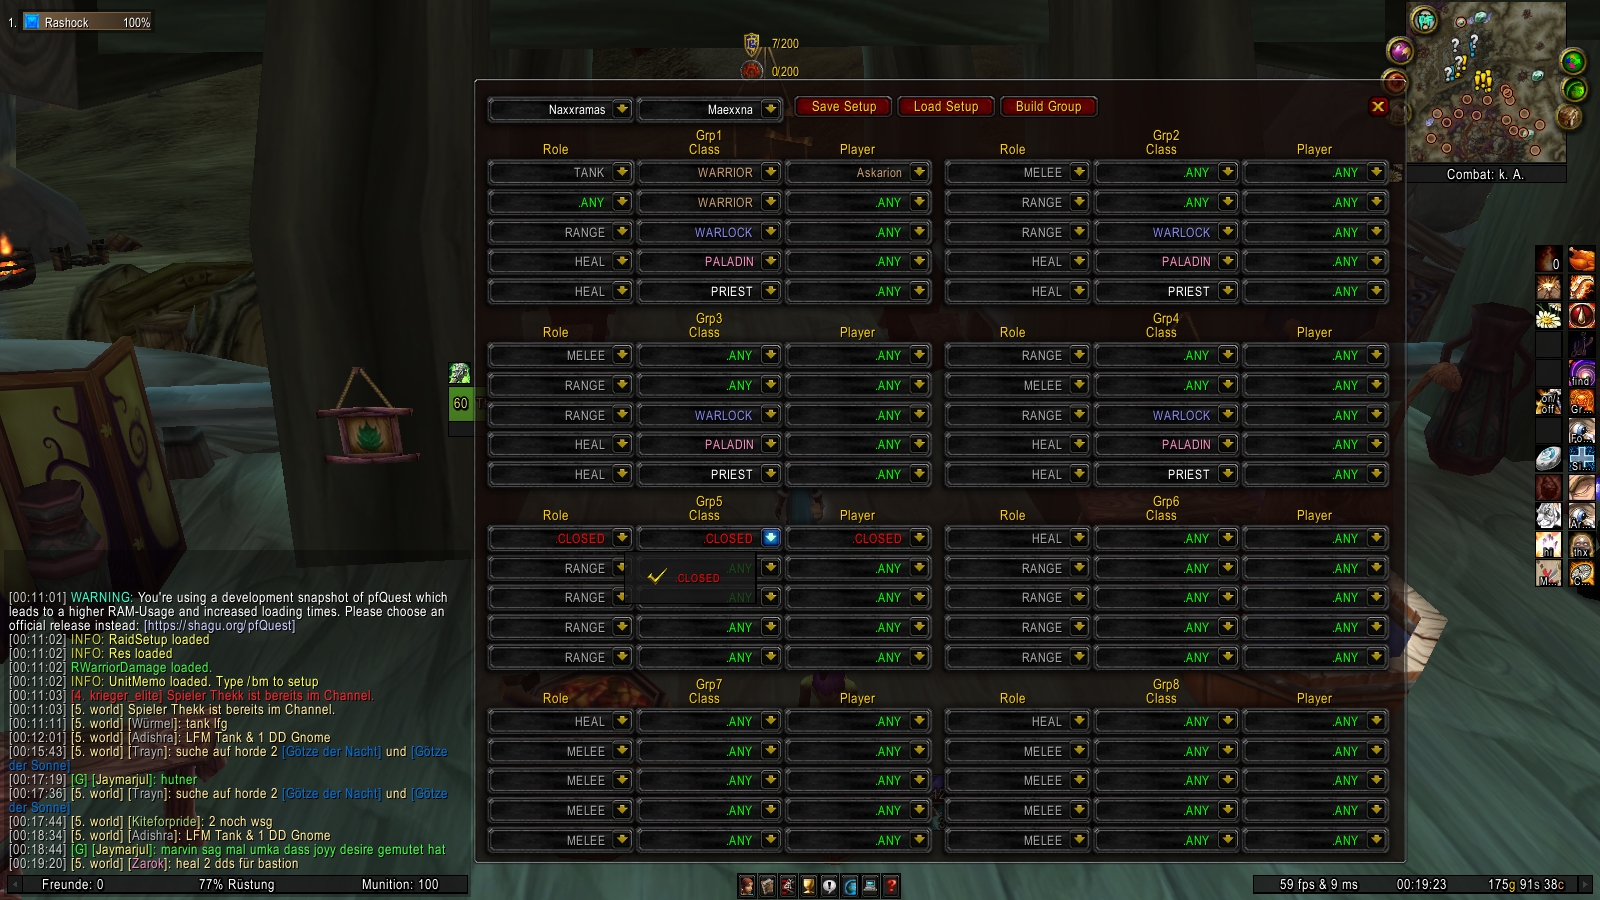 1. Rashock 100%
7/200
0/200
Naxxramas Maexxna Save Setup Load Setup Build Group
Combat: k. A.
Grp1
Role Class Player
TANK WARRIOR Askarion
.ANY WARRIOR .ANY
RANGE WARLOCK .ANY
HEAL PALADIN .ANY
HEAL PRIEST .ANY
Grp2
Role Class Player
MELEE .ANY .ANY
RANGE .ANY .ANY
RANGE WARLOCK .ANY
HEAL PALADIN .ANY
HEAL PRIEST .ANY
Grp3
Role Class Player
MELEE .ANY .ANY
RANGE .ANY .ANY
RANGE WARLOCK .ANY
HEAL PALADIN .ANY
HEAL PRIEST .ANY
Grp4
Role Class Player
RANGE .ANY .ANY
MELEE .ANY .ANY
RANGE WARLOCK .ANY
HEAL PALADIN .ANY
HEAL PRIEST .ANY
Grp5
Role Class Player
.CLOSED .CLOSED .CLOSED
RANGE .ANY .ANY
.CLOSED
RANGE .ANY .ANY
RANGE .ANY .ANY
RANGE .ANY .ANY
Grp6
Role Class Player
HEAL .ANY .ANY
RANGE .ANY .ANY
RANGE .ANY .ANY
RANGE .ANY .ANY
RANGE .ANY .ANY
Grp7
Role Class Player
HEAL .ANY .ANY
MELEE .ANY .ANY
MELEE .ANY .ANY
MELEE .ANY .ANY
MELEE .ANY .ANY
Grp8
Role Class Player
HEAL .ANY .ANY
MELEE .ANY .ANY
MELEE .ANY .ANY
MELEE .ANY .ANY
MELEE .ANY .ANY
60
0
find
on/
off
Gr...
Fo...
Si...
Ar...
m
thx
M...
C...
[00:11:01] WARNING: You're using a development snapshot of pfQuest which
leads to a higher RAM-Usage and increased loading times. Please choose an
official release instead: [https://shagu.org/pfQuest]
[00:11:02] INFO: RaidSetup loaded
[00:11:02] INFO: Res loaded
[00:11:02] RWarriorDamage loaded.
[00:11:02] INFO: UnitMemo loaded. Type /bm to setup
[00:11:03] [4. krieger_elite] Spieler Thekk ist bereits im Channel.
[00:11:03] [5. world] Spieler Thekk ist bereits im Channel.
[00:11:11] [5. world] [Würmel]: tank lfg
[00:12:01] [5. world] [Adishra]: LFM Tank & 1 DD Gnome
[00:15:43] [5. world] [Trayn]: suche auf horde 2 [Götze der Nacht] und [Götze
der Sonne]
[00:17:19] [G] [Jaymarjul]: hutner
[00:17:36] [5. world] [Trayn]: suche auf horde 2 [Götze der Nacht] und [Götze
der Sonne]
[00:17:44] [5. world] [Kiteforpride]: 2 noch wsg
[00:18:34] [5. world] [Adishra]: LFM Tank & 1 DD Gnome
[00:18:44] [G] [Jaymarjul]: marvin sag mal umka dass joyy desire gemutet hat
[00:19:20] [5. world] [Zarok]: heal 2 dds für bastion
Freunde: 0 77% Rüstung Munition: 100
59 fps & 9 ms 00:19:23 175g 91s 38c